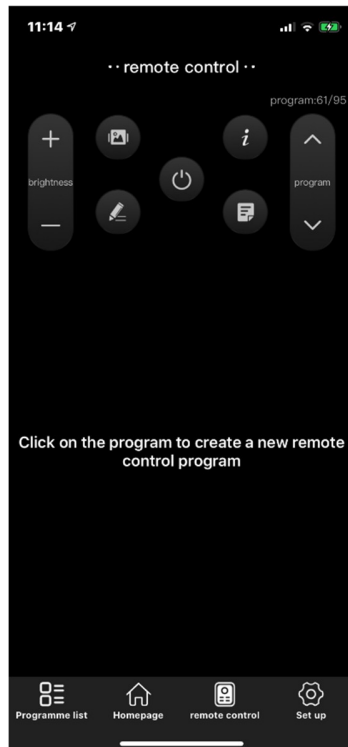 11:14
·· remote control ··
program:61/95
brightness
i
program
Click on the program to create a new remote
control program
Programme list
Homepage
remote control
Set up